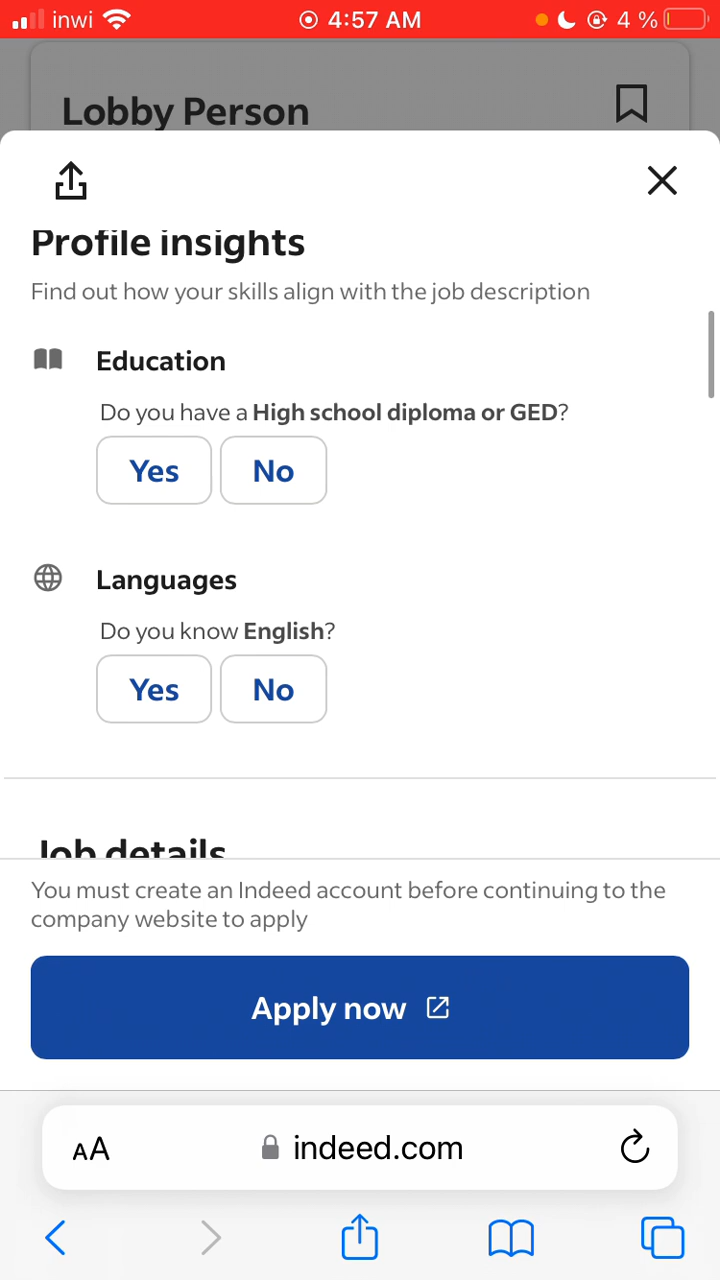 inwi 4:57 AM 4 %
Lobby Person
Profile insights
Find out how your skills align with the job description
Education
Do you have a High school diploma or GED?
Yes No
Languages
Do you know English?
Yes No
Job details
You must create an Indeed account before continuing to the
company website to apply
Apply now
AA indeed.com